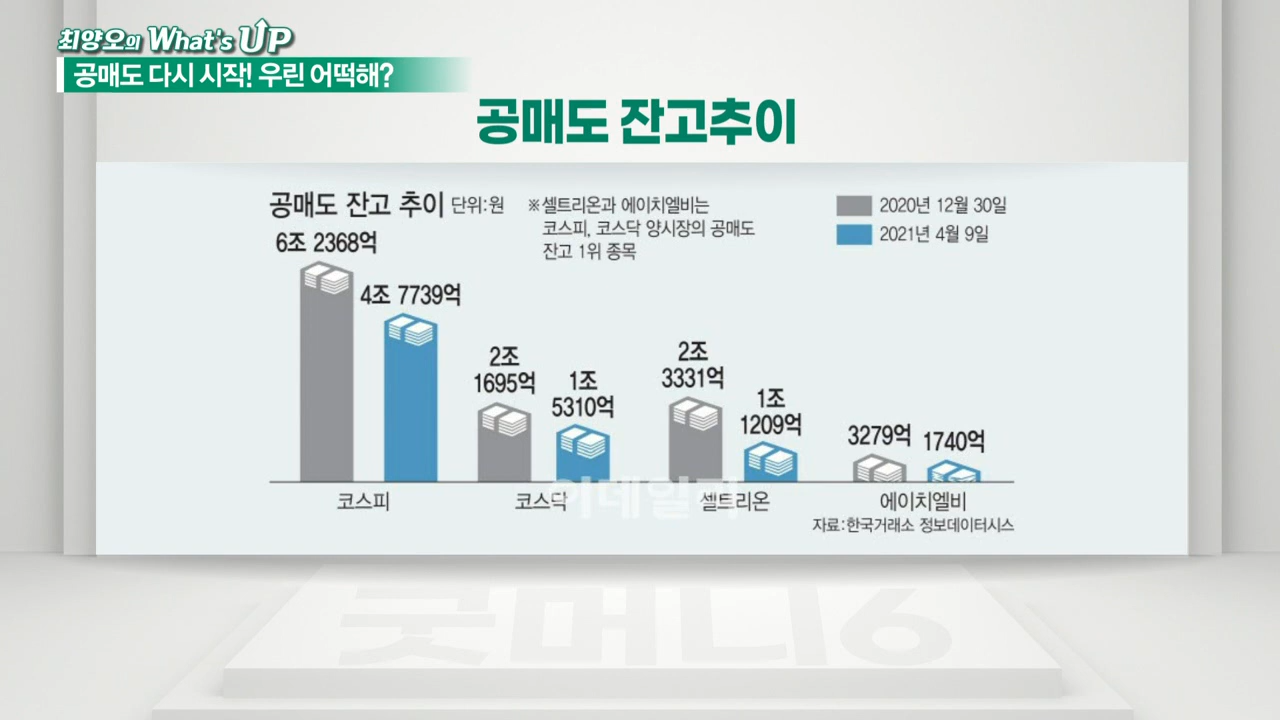 최양오의 What's UP
공매도 다시 시작! 우린 어떡해?
공매도 잔고추이
공매도 잔고 추이 단위:원
※셀트리온과 에이치엘비는
코스피, 코스닥 양시장의 공매도
잔고 1위 종목
2020년 12월 30일
2021년 4월 9일
6조 2368억
4조 7739억
2조
1695억
1조
5310억
2조
3331억
1조
1209억
3279억
1740억
코스피
코스닥
셀트리온
에이치엘비
이데일리
자료:한국거래소 정보데이터시스
굿머니6